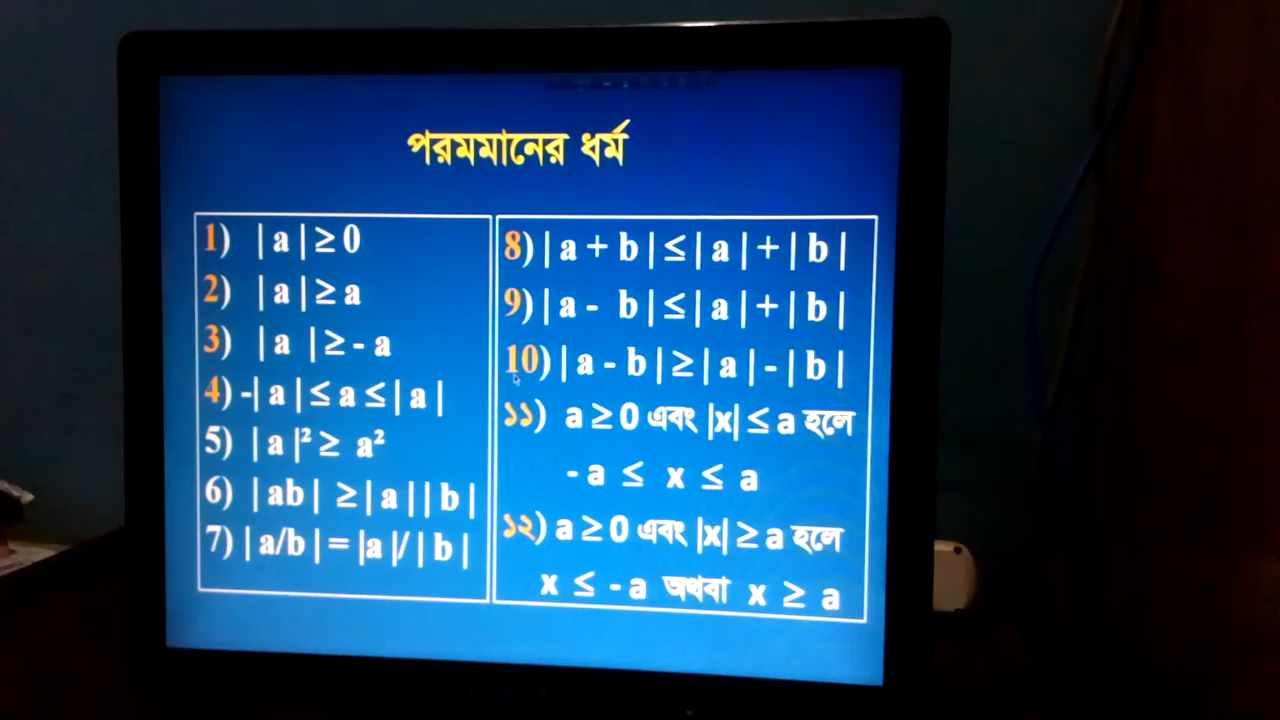 পরমমানের ধর্ম
1) | a | ≥ 0
2) | a | ≥ a
3) | a | ≥ - a
4) -| a | ≤ a ≤ | a |
5) | a |² ≥ a²
6) | ab | ≥ | a | | b |
7) | a/b | = |a |/ | b |
8) | a + b | ≤ | a | + | b |
9) | a - b | ≤ | a | + | b |
10) | a - b | ≥ | a | - | b |
১১) a ≥ 0 এবং |x| ≤ a হলে
- a ≤ x ≤ a
১২) a ≥ 0 এবং |x| ≥ a হলে
x ≤ - a অথবা x ≥ a